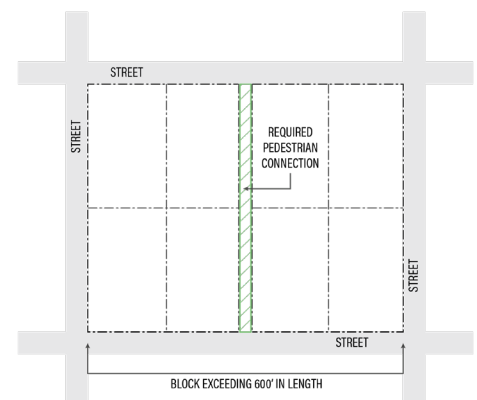 STREET
STREET
REQUIRED
PEDESTRIAN
CONNECTION
STREET
STREET
BLOCK EXCEEDING 600' IN LENGTH